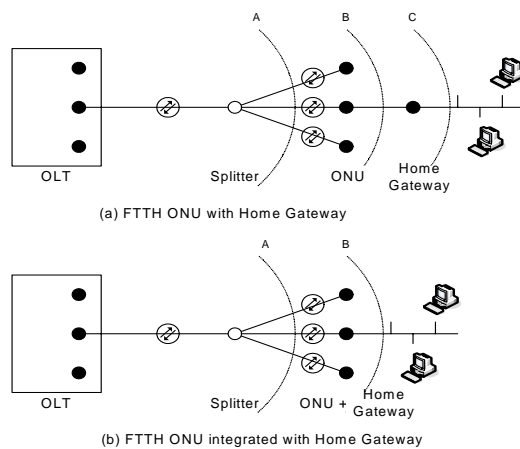 A B C
OLT Splitter ONU Home
Gateway
(a) FTTH ONU with Home Gateway
A B
OLT Splitter ONU + Home
Gateway
(b) FTTH ONU integrated with Home Gateway